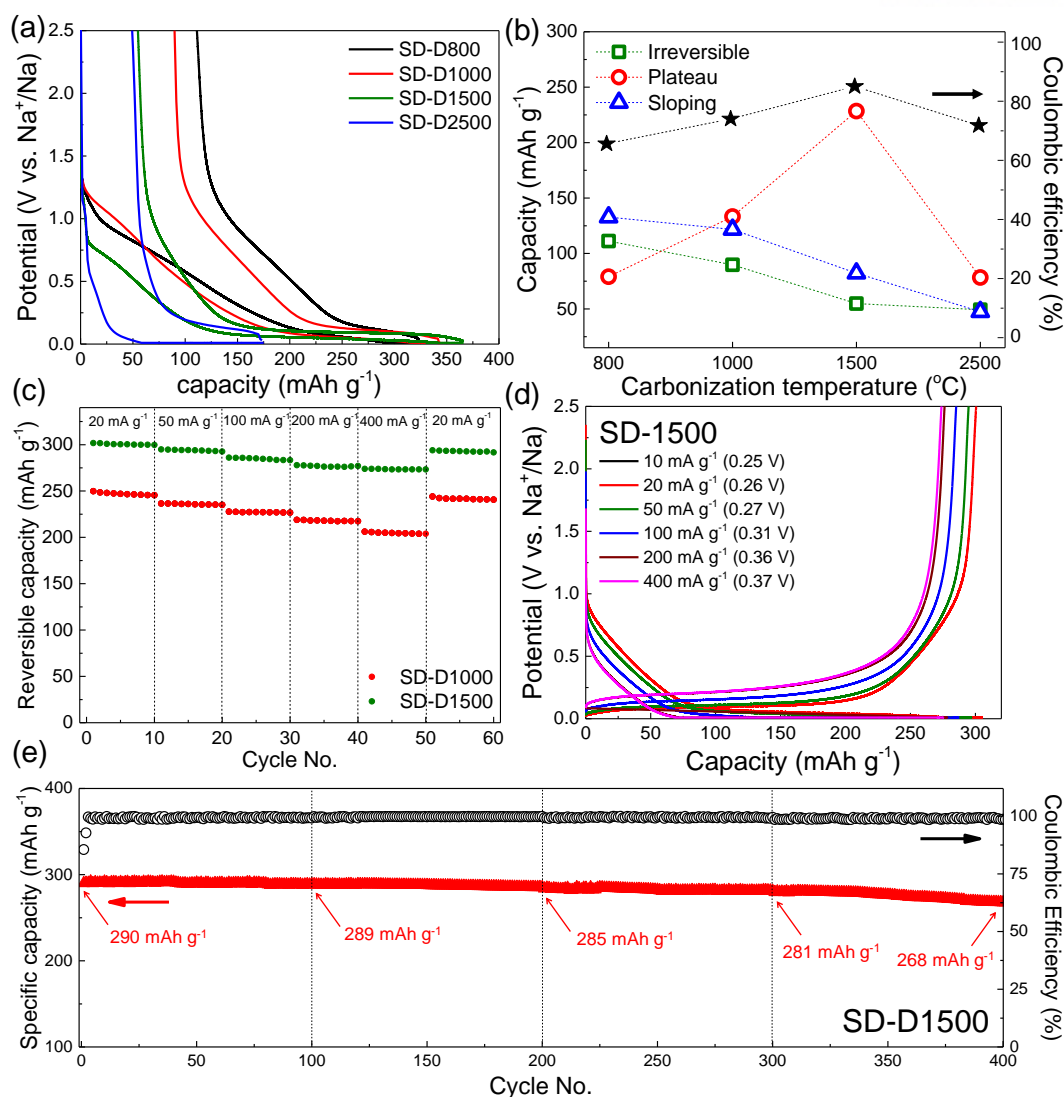 (a)
2.5
2.0
1.5
1.0
0.5
0.0
Potential (V vs. Na⁺/Na)
SD-D800
SD-D1000
SD-D1500
SD-D2500
0 50 100 150 200 250 300 350 400
capacity (mAh g⁻¹)
(b)
300
250
200
150
100
50
Capacity (mAh g⁻¹)
Irreversible
Plateau
Sloping
100
80
60
40
20
0
Coulombic efficiency (%)
800 1000 1500 2500
Carbonization temperature (°C)
(c)
300
250
200
150
100
50
0
Reversible capacity (mAh g⁻¹)
20 mA g⁻¹ 50 mA g⁻¹ 100 mA g⁻¹ 200 mA g⁻¹ 400 mA g⁻¹ 20 mA g⁻¹
SD-D1000
SD-D1500
0 10 20 30 40 50 60
Cycle No.
(d)
2.5
2.0
1.5
1.0
0.5
0.0
Potential (V vs. Na⁺/Na)
SD-1500
10 mA g⁻¹ (0.25 V)
20 mA g⁻¹ (0.26 V)
50 mA g⁻¹ (0.27 V)
100 mA g⁻¹ (0.31 V)
200 mA g⁻¹ (0.36 V)
400 mA g⁻¹ (0.37 V)
0 50 100 150 200 250 300
Capacity (mAh g⁻¹)
(e)
400
300
200
100
Specific capacity (mAh g⁻¹)
290 mAh g⁻¹
289 mAh g⁻¹
285 mAh g⁻¹
281 mAh g⁻¹
268 mAh g⁻¹
SD-D1500
100
75
50
25
0
Coulombic Efficiency (%)
0 50 100 150 200 250 300 350 400
Cycle No.